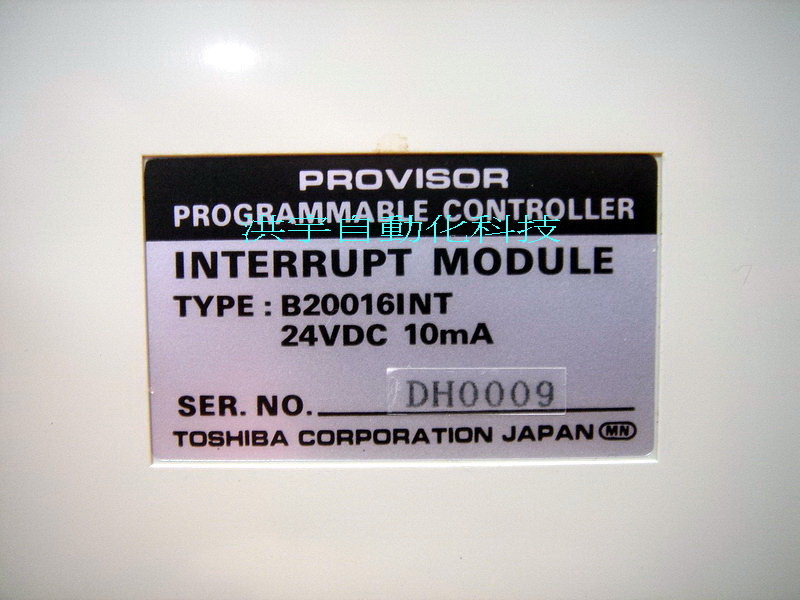 PROVISOR
PROGRAMMABLE CONTROLLER
洪宇自動化科技
INTERRUPT MODULE
TYPE : B20016INT
24VDC 10mA
SER. NO. DH0009
TOSHIBA CORPORATION JAPAN MN